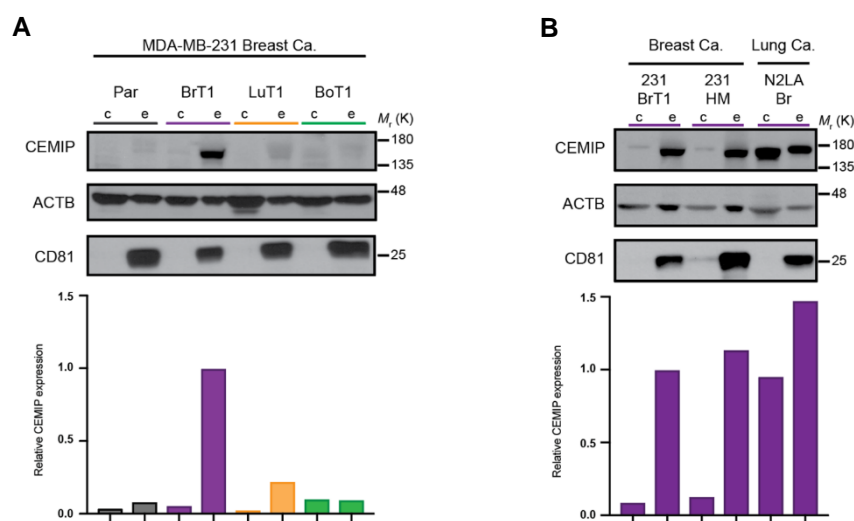 A
MDA-MB-231 Breast Ca.
Par BrT1 LuT1 BoT1
c e c e c e c e
Mr (K)
CEMIP
180
135
ACTB
48
CD81
25
1.5
1.0
0.5
0.0
Relative CEMIP expression
B
Breast Ca. Lung Ca.
231 231 N2LA
BrT1 HM Br
c e c e c e
Mr (K)
CEMIP
180
135
ACTB
48
CD81
25
1.5
1.0
0.5
0.0
Relative CEMIP expression